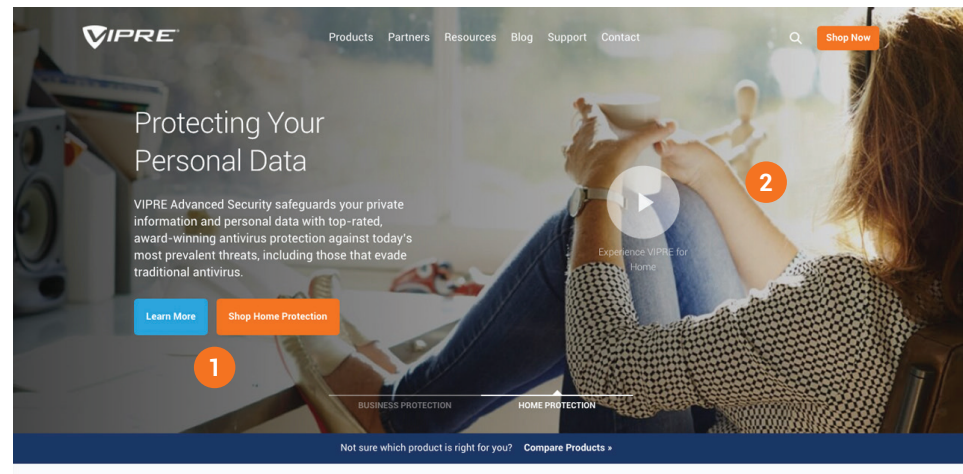 VIPRE
Products Partners Resources Blog Support Contact
Shop Now
Protecting Your
Personal Data
VIPRE Advanced Security safeguards your private
information and personal data with top-rated,
award-winning antivirus protection against today's
most prevalent threats, including those that evade
traditional antivirus.
Learn More
Shop Home Protection
1
2
Experience VIPRE for
Home
BUSINESS PROTECTION
HOME PROTECTION
Not sure which product is right for you? Compare Products »